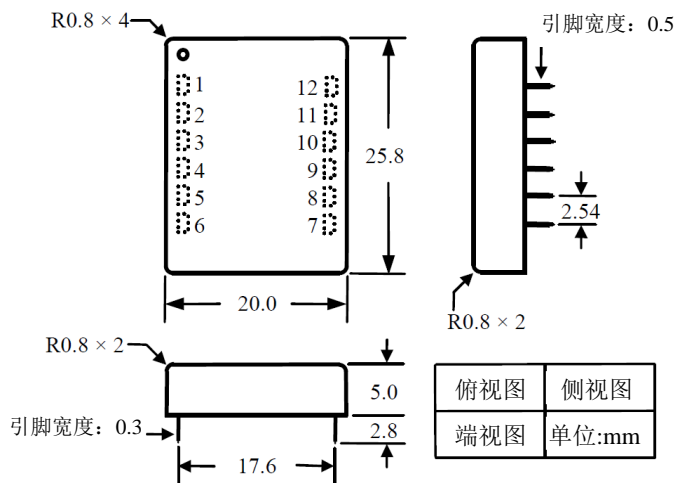 R0.8 × 4
引脚宽度：0.5
1 12
2 11
3 10
4 9
5 8
6 7
25.8
2.54
20.0
R0.8 × 2
R0.8 × 2
5.0
引脚宽度：0.3
2.8
17.6
俯视图 侧视图
端视图 单位:mm